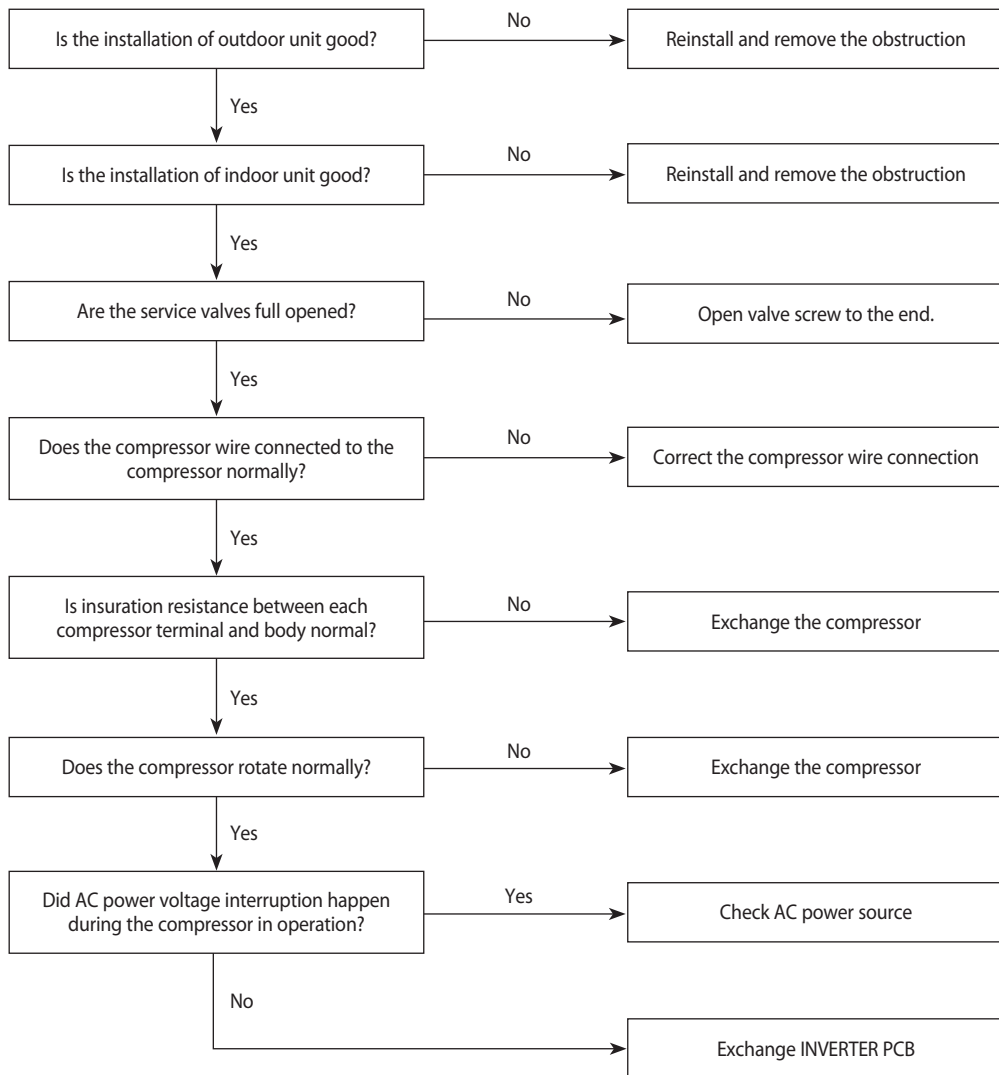 Is the installation of outdoor unit good?
No
Reinstall and remove the obstruction
Yes
Is the installation of indoor unit good?
No
Reinstall and remove the obstruction
Yes
Are the service valves full opened?
No
Open valve screw to the end.
Yes
Does the compressor wire connected to the
compressor normally?
No
Correct the compressor wire connection
Yes
Is insuration resistance between each
compressor terminal and body normal?
No
Exchange the compressor
Yes
Does the compressor rotate normally?
No
Exchange the compressor
Yes
Did AC power voltage interruption happen
during the compressor in operation?
Yes
Check AC power source
No
Exchange INVERTER PCB